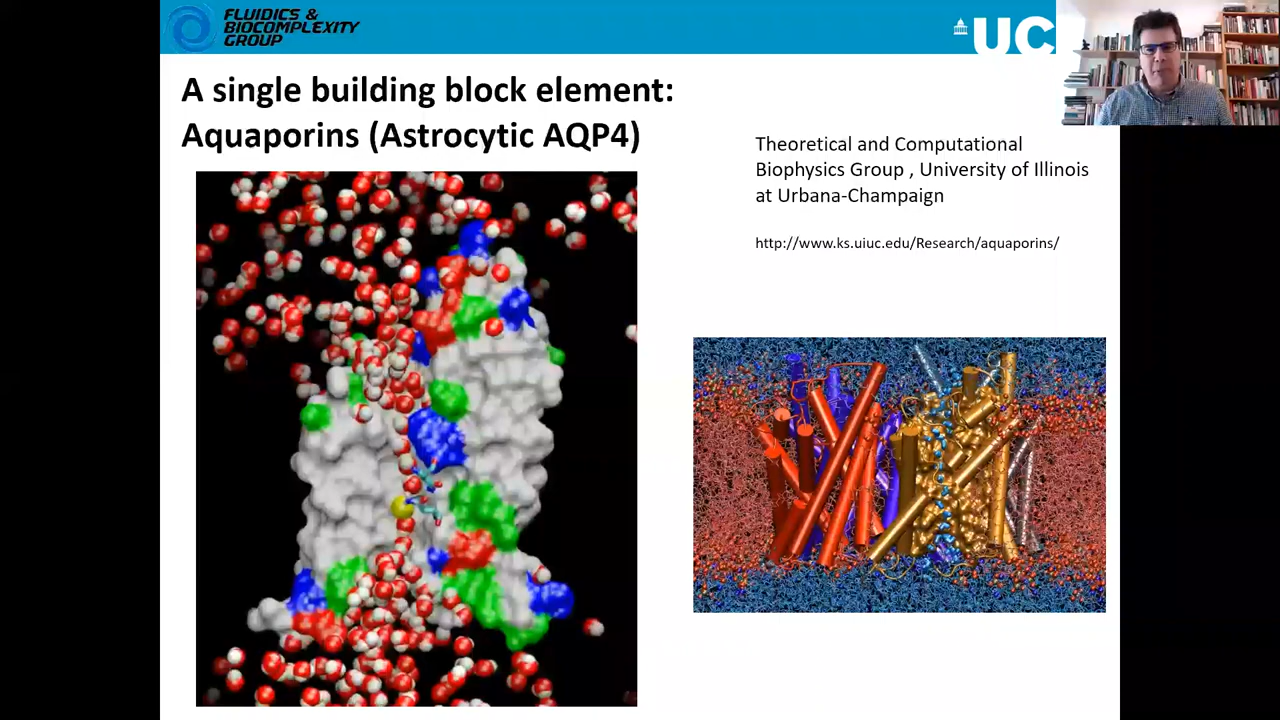 FLUIDICS &
BIOCOMPLEXITY
GROUP
UC
A single building block element:
Aquaporins (Astrocytic AQP4)
Theoretical and Computational
Biophysics Group , University of Illinois
at Urbana-Champaign
http://www.ks.uiuc.edu/Research/aquaporins/